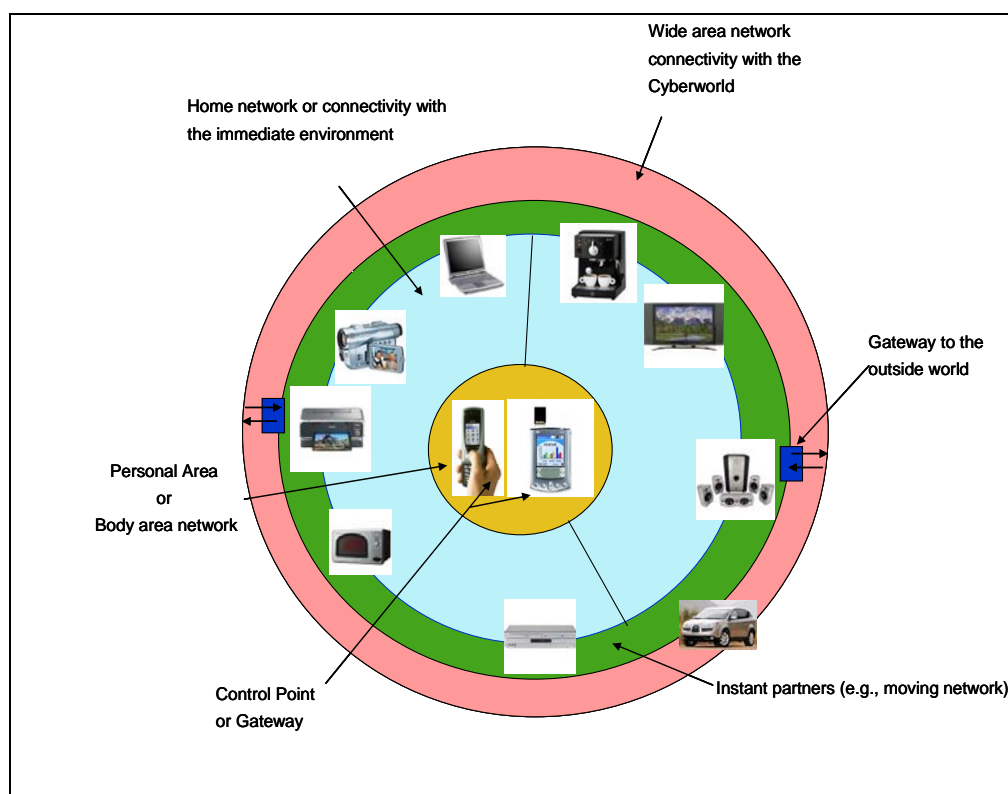 Wide area network
connectivity with the
Cyberworld
Home network or connectivity with
the immediate environment
Gateway to the
outside world
Personal Area
or
Body area network
Control Point
or Gateway
Instant partners (e.g., moving network)